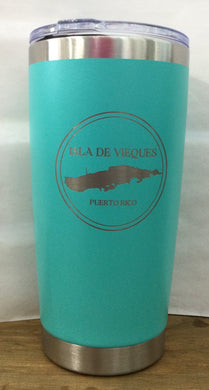 ISLA DE VIEQUES
PUERTO RICO